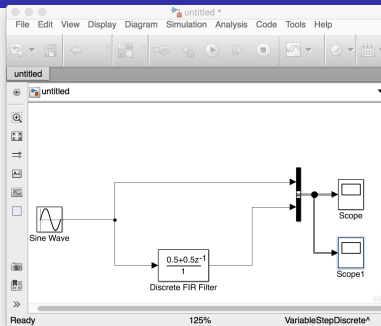 untitled *
File Edit View Display Diagram Simulation Analysis Code Tools Help
untitled
untitled
Sine Wave
0.5+0.5z-1
1
Discrete FIR Filter
Scope
Scope1
Ready 125% VariableStepDiscrete^